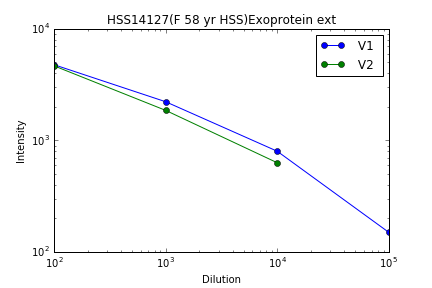 HSS14127(F 58 yr HSS)Exoprotein ext
V1
V2
Intensity
10^4
10^3
10^2
10^2 10^3 10^4 10^5
Dilution